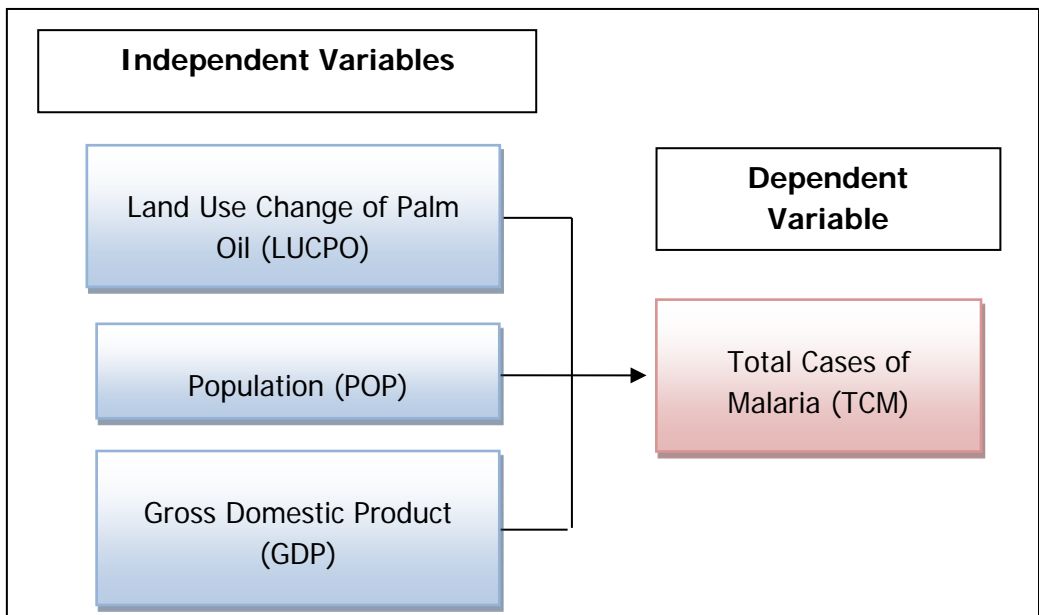 Independent Variables
Land Use Change of Palm
Oil (LUCPO)
Population (POP)
Gross Domestic Product
(GDP)
Dependent
Variable
Total Cases of
Malaria (TCM)